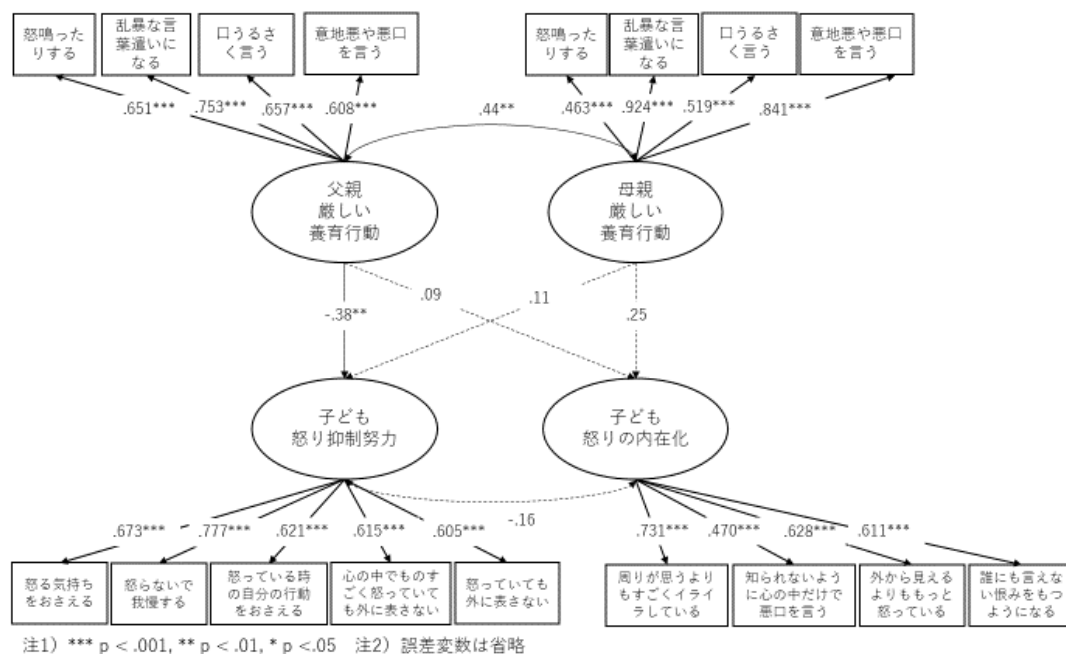 怒鳴った
りする
乱暴な言
葉遣いに
なる
口うるさ
く言う
意地悪や悪口
を言う
怒鳴った
りする
乱暴な言
葉遣いに
なる
口うるさ
く言う
意地悪や悪口
を言う
.651***
.753***
.657***
.608***
.44**
.463***
.924***
.519***
.841***
父親
厳しい
養育行動
母親
厳しい
養育行動
.09
.11
-.38**
.25
子ども
怒り抑制努力
子ども
怒りの内在化
.673***
.777***
.621***
.615***
.605***
-.16
.731***
.470***
.628***
.611***
怒る気持ち
をおさえる
怒らないで
我慢する
怒っている時
の自分の行動
をおさえる
心の中でものす
ごく怒っていて
も外に表さない
怒っていても
外に表さない
周りが思うより
もすごくイライ
ラしている
知られないよう
に心の中だけで
悪口を言う
外から見える
よりももっと
怒っている
誰にも言えな
い恨みをもつ
ようになる
注1）*** p < .001, ** p < .01, * p <.05 注2）誤差変数は省略